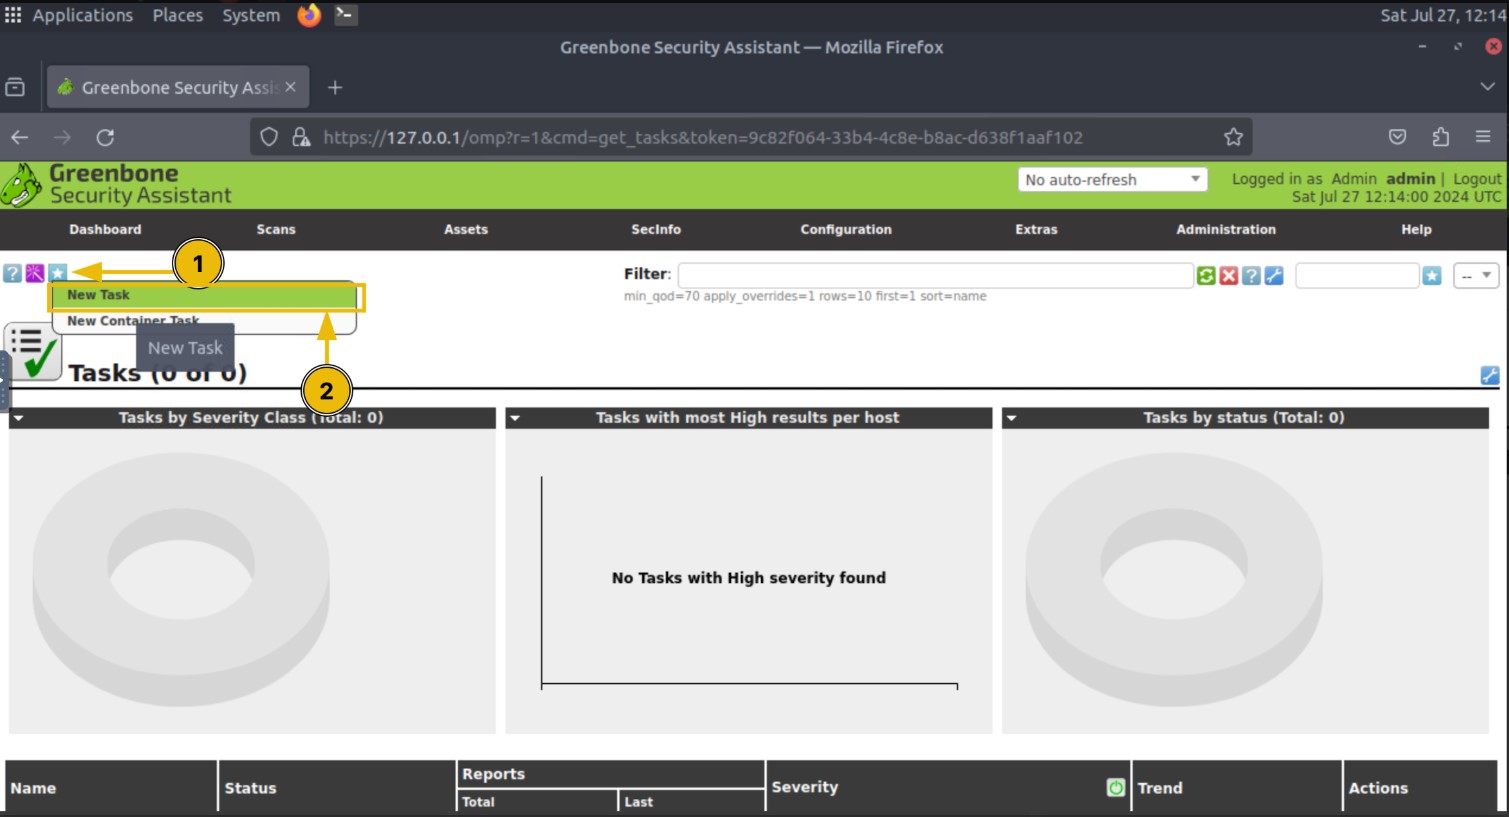 Applications Places System
Sat Jul 27, 12:14
Greenbone Security Assistant — Mozilla Firefox
Greenbone Security Assis
https://127.0.0.1/omp?r=1&cmd=get_tasks&token=9c82f064-33b4-4c8e-b8ac-d638f1aaf102
Greenbone
Security Assistant
No auto-refresh
Logged in as Admin admin | Logout
Sat Jul 27 12:14:00 2024 UTC
Dashboard Scans Assets SecInfo Configuration Extras Administration Help
1
Filter:
--
min_qod=70 apply_overrides=1 rows=10 first=1 sort=name
New Task
New Container Task
New Task
Tasks (0 of 0)
2
Tasks by Severity Class (Total: 0)
Tasks with most High results per host
Tasks by status (Total: 0)
No Tasks with High severity found
Name Status Reports Severity Trend Actions
Total Last